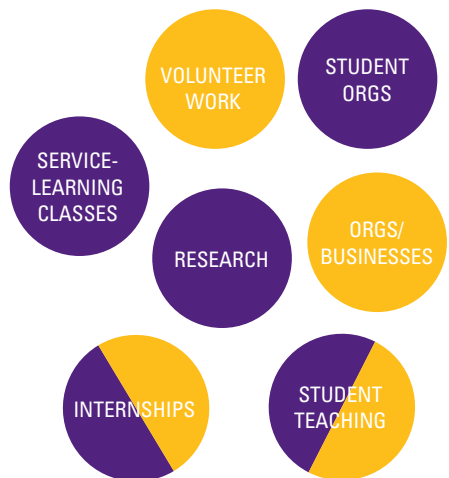 VOLUNTEER
WORK
STUDENT
ORGS
SERVICE-
LEARNING
CLASSES
RESEARCH
ORGS/
BUSINESSES
INTERNSHIPS
STUDENT
TEACHING